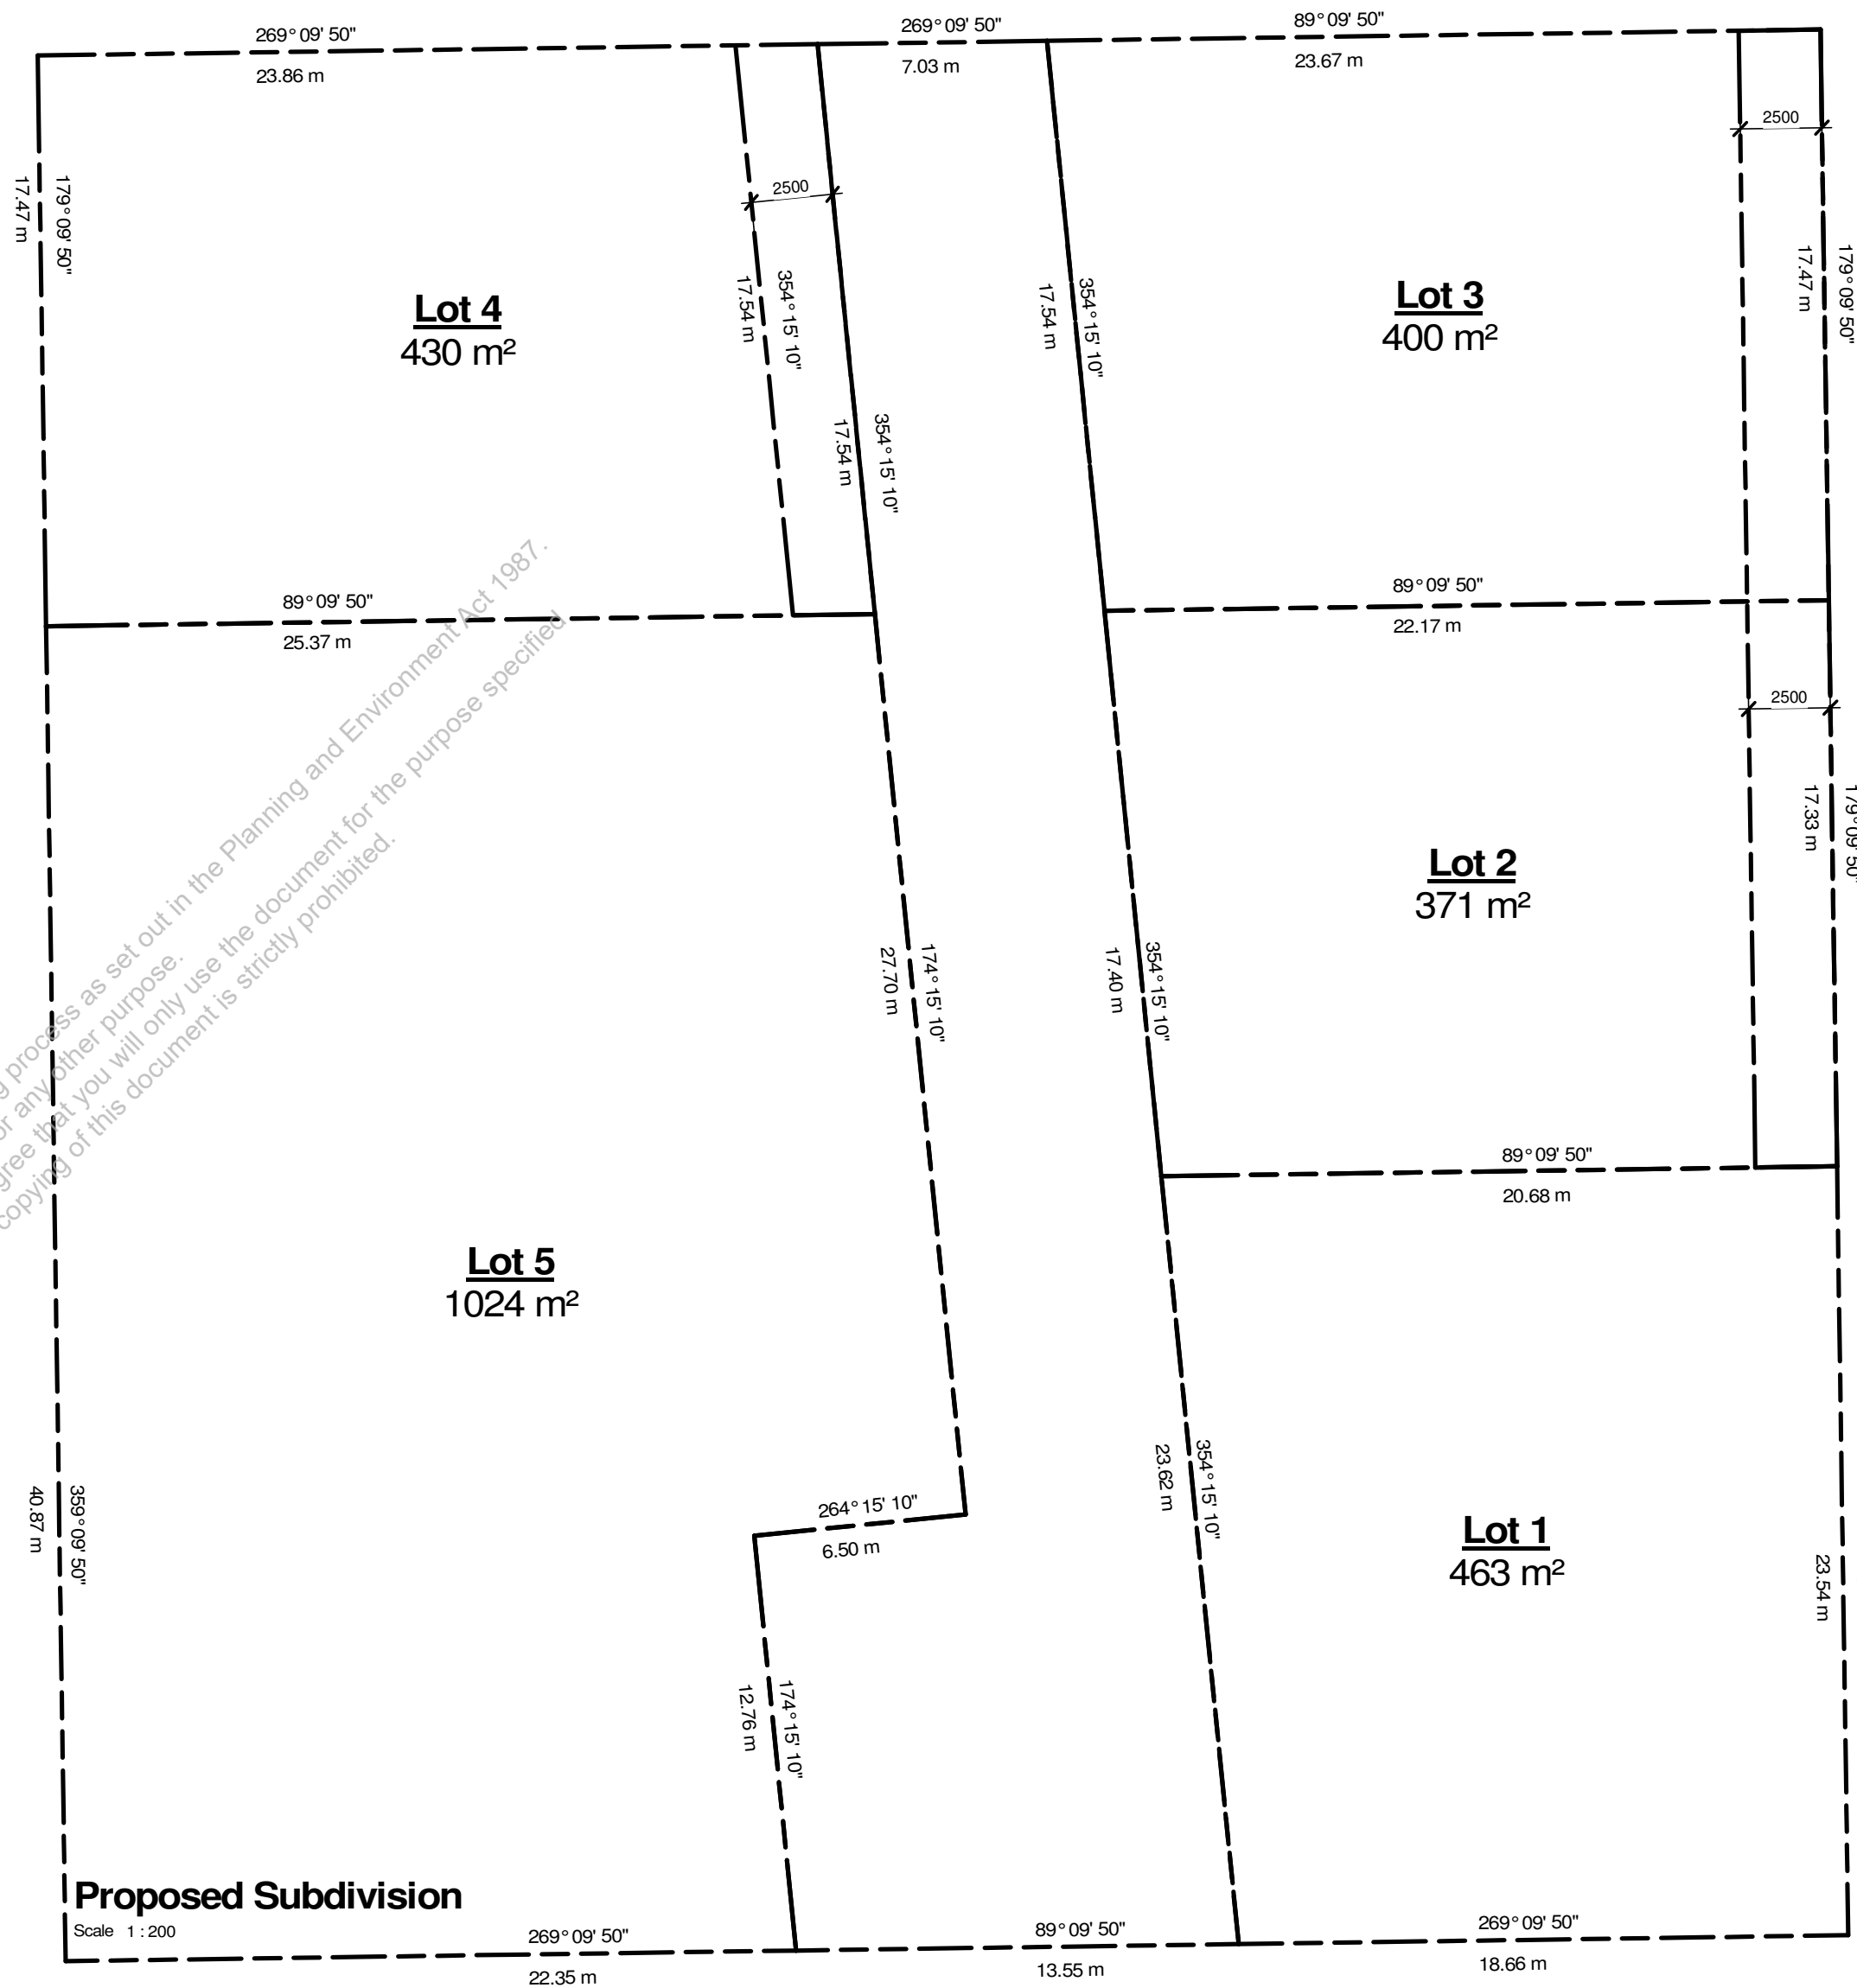 269° 09' 50"
23.86 m
269° 09' 50"
7.03 m
89° 09' 50"
23.67 m
2500
2500
179° 09' 50"
17.47 m
Lot 4
430 m²
354° 15' 10"
17.54 m
354° 15' 10"
17.54 m
354° 15' 10"
17.54 m
Lot 3
400 m²
179° 09' 50"
17.47 m
89° 09' 50"
25.37 m
89° 09' 50"
22.17 m
2500
179° 09' 50"
17.33 m
Lot 2
371 m²
174° 15' 10"
27.70 m
354° 15' 10"
17.40 m
process as set out in the Planning and Environment Act 1987.
any other purpose.
that you will only use the document for the purpose specified
copying of this document is strictly prohibited.
89° 09' 50"
20.68 m
Lot 5
1024 m²
359° 09' 50"
40.87 m
264° 15' 10"
6.50 m
354° 15' 10"
23.62 m
Lot 1
463 m²
23.54 m
174° 15' 10"
12.76 m
Proposed Subdivision
Scale 1 : 200
269° 09' 50"
22.35 m
89° 09' 50"
13.55 m
269° 09' 50"
18.66 m